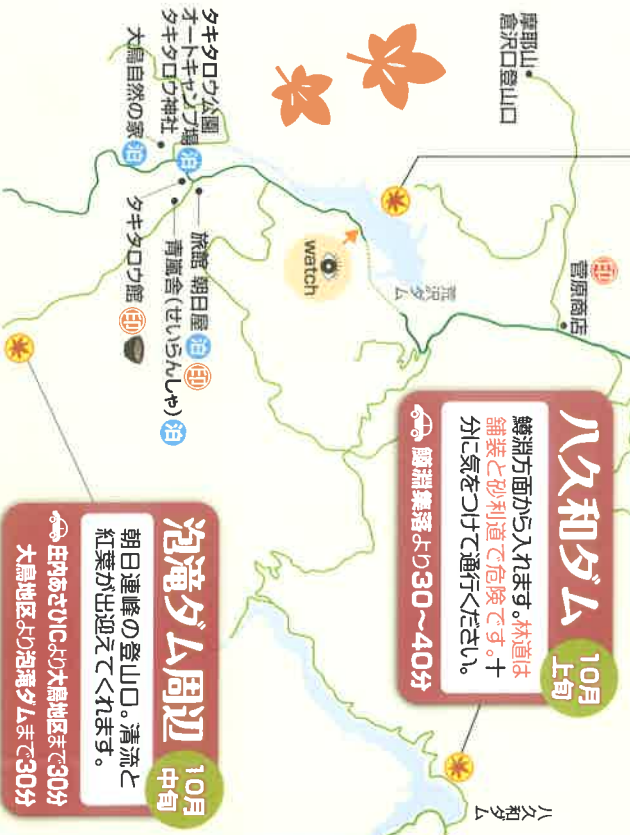 摩耶山
倉沢口登山口
印
菅原商店
荒沢ダム
watch
タキタロウ公園
オートキャンプ場 泊
タキタロウ神社
大鳥自然の家 泊
旅館 朝日屋 泊 印
青嵐舎(せいらんしゃ) 泊
タキタロウ館 印
八久和ダム
10月
上旬
鱒淵方面から入れます。林道は
舗装と砂利道で危険です。十
分に気をつけて通行ください。
鱒淵集落より30～40分
八久
和ダム
泡滝ダム周辺
10月
中旬
朝日連峰の登山口。清流と
紅葉が出迎えてくれます。
庄内あさひICより大鳥地区まで30分
大鳥地区より泡滝ダムまで30分